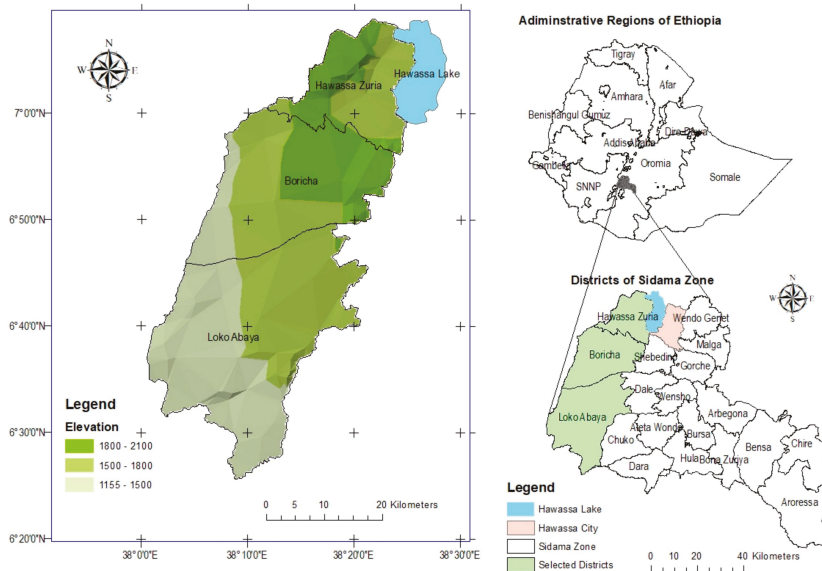 N
W E
S
Hawassa Lake
Hawassa Zuria
Boricha
Loko Abaya
7°0'0"N
6°50'0"N
6°40'0"N
6°30'0"N
6°20'0"N
38°0'0"E
38°10'0"E
38°20'0"E
38°30'0"E
Legend
Elevation
1800 - 2100
1500 - 1800
1155 - 1500
0 5 10 20 Kilometers
Adiminstrative Regions of Ethiopia
Tigray
Afar
Amhara
Benishangul Gumuz
Dire Dawa
Addis Ababa
Gambela
Oromia
SNNP
Somale
Districts of Sidama Zone
N
W E
S
Hawassa Zuria
Wendo Genet
Malga
Boricha
Shebedino
Gorche
Dale
Wensho
Loko Abaya
Arbegona
Aleta Wondo
Bursa
Chuko
Bensa
Chire
Hula
Bona Zuqya
Dara
Aroressa
Legend
Hawassa Lake
Hawassa City
Sidama Zone
Selected Districts
0 10 20 40 Kilometers